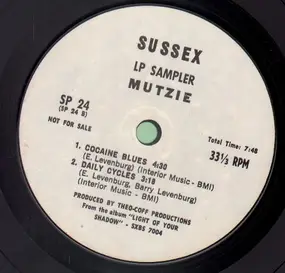 SUSSEX
LP SAMPLER
MUTZIE
SP 24
(SP 24 B)
NOT FOR SALE
Total Time: 7:48
33⅓ RPM
1. COCAINE BLUES 4:30
(E. Levenburg) (Interior Music - BMI)
2. DAILY CYCLES 3:18
(E. Levenburg, Barry Levenburg)
(Interior Music - BMI)
PRODUCED BY THEO-COFF PRODUCTIONS
From the album "LIGHT OF YOUR
SHADOW" - SXBS 7004